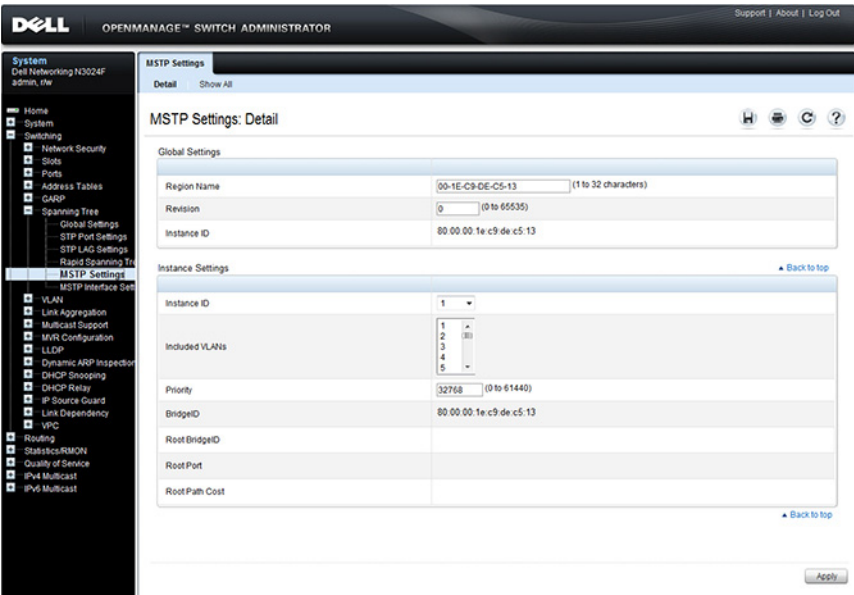 Support | About | Log Out
DELL OPENMANAGE™ SWITCH ADMINISTRATOR
System
Dell Networking N3024F
admin, r/w
Home
System
Switching
Network Security
Slots
Ports
Address Tables
GARP
Spanning Tree
Global Settings
STP Port Settings
STP LAG Settings
Rapid Spanning Tre
MSTP Settings
MSTP Interface Sett
VLAN
Link Aggregation
Multicast Support
MVR Configuration
LLDP
Dynamic ARP Inspection
DHCP Snooping
DHCP Relay
IP Source Guard
Link Dependency
VPC
Routing
Statistics/RMON
Quality of Service
IPv4 Multicast
IPv6 Multicast
MSTP Settings
Detail Show All
MSTP Settings: Detail
Global Settings
Region Name 00-1E-C9-DE-C5-13 (1 to 32 characters)
Revision 0 (0 to 65535)
Instance ID 80:00:00:1e:c9:de:c5:13
Instance Settings ▲ Back to top
Instance ID 1
Included VLANs 1
2
3
4
5
Priority 32768 (0 to 61440)
BridgeID 80:00:00:1e:c9:de:c5:13
Root BridgeID
Root Port
Root Path Cost
▲ Back to top
Apply